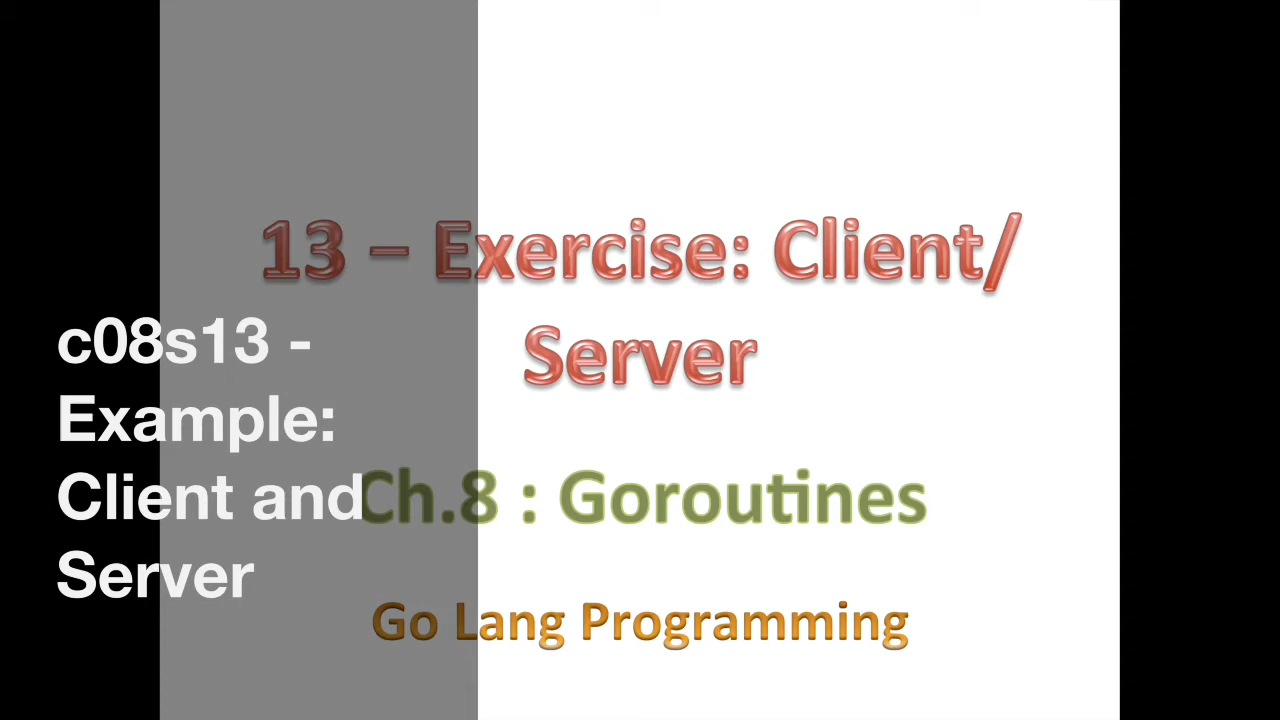 13 – Exercise: Client/
Server
c08s13 -
Example:
Client and
Server
Ch.8 : Goroutines
Go Lang Programming